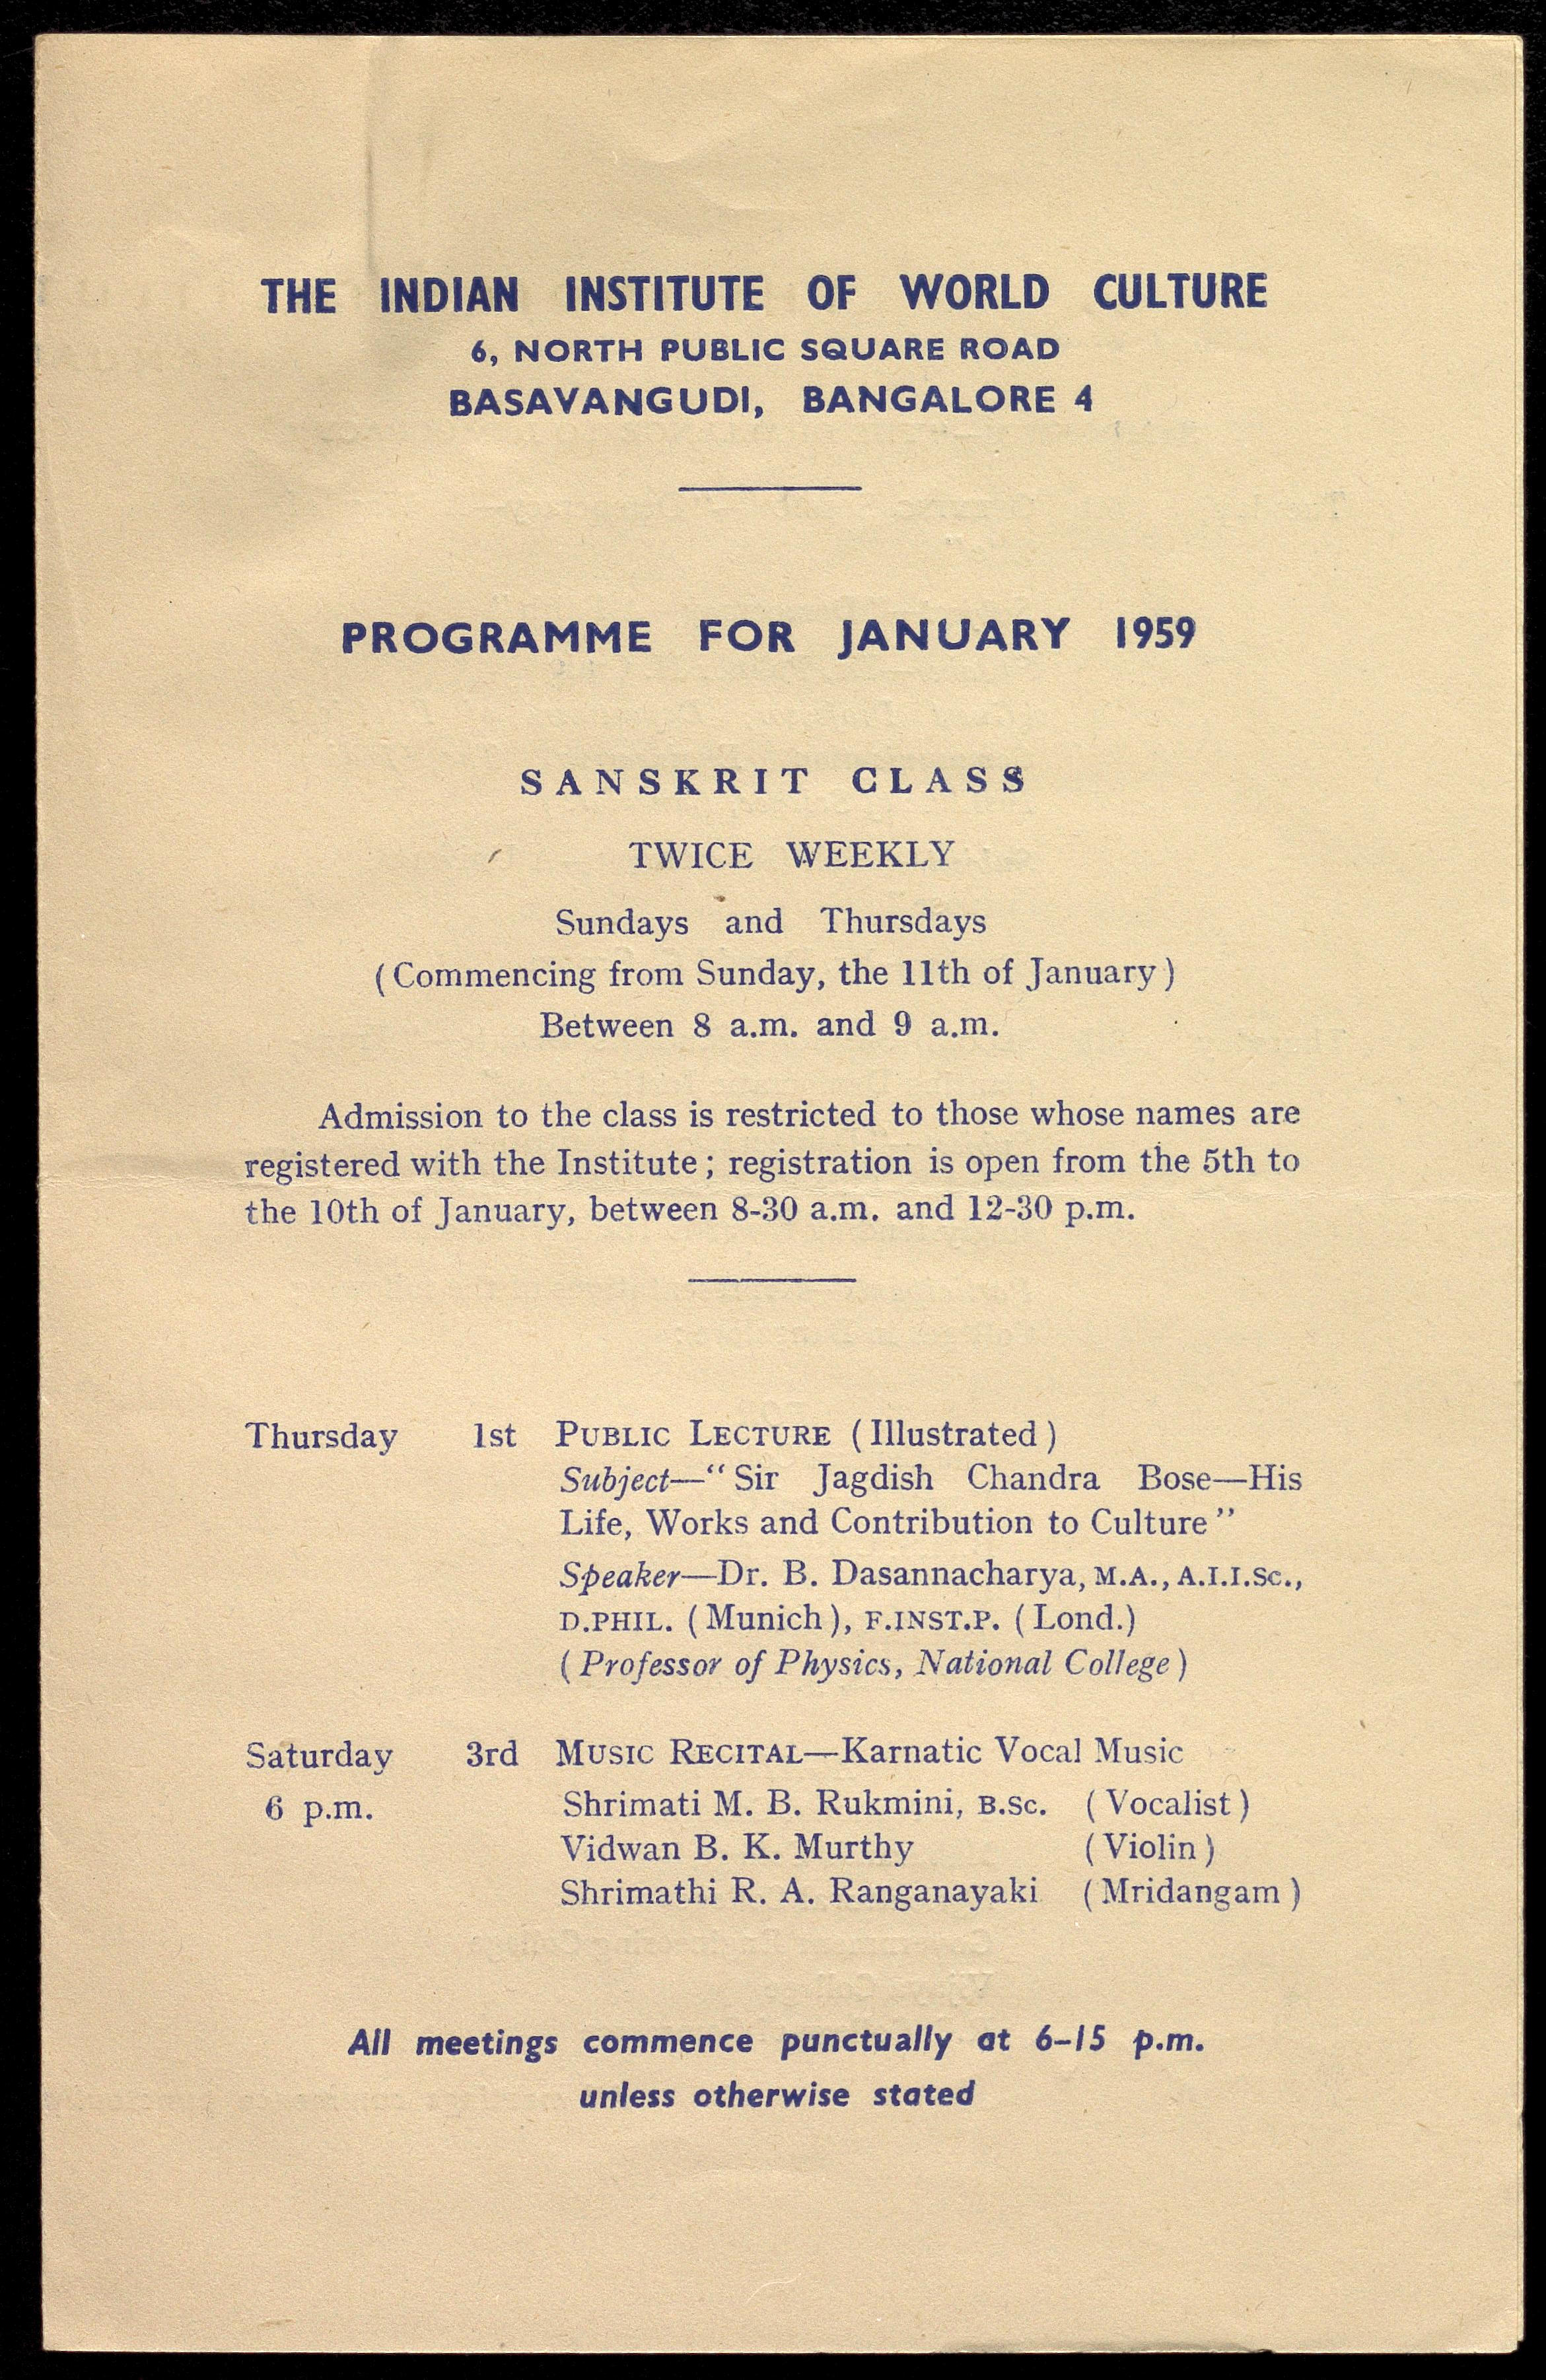 THE INDIAN INSTITUTE OF WORLD CULTURE
6, NORTH PUBLIC SQUARE ROAD
BASAVANGUDI, BANGALORE 4
PROGRAMME FOR JANUARY 1959
SANSKRIT CLASS
TWICE WEEKLY
Sundays and Thursdays
(Commencing from Sunday, the 11th of January)
Between 8 a.m. and 9 a.m.
Admission to the class is restricted to those whose names are
registered with the Institute; registration is open from the 5th to
the 10th of January, between 8-30 a.m. and 12-30 p.m.
Thursday 1st PUBLIC LECTURE (Illustrated)
Subject—“Sir Jagdish Chandra Bose—His
Life, Works and Contribution to Culture”
Speaker—Dr. B. Dasannacharya, M.A., A.I.I.Sc.,
D.PHIL. (Munich), F.INST.P. (Lond.)
(Professor of Physics, National College)
Saturday 3rd MUSIC RECITAL—Karnatic Vocal Music
6 p.m. Shrimati M. B. Rukmini, B.Sc. (Vocalist)
Vidwan B. K. Murthy (Violin)
Shrimathi R. A. Ranganayaki (Mridangam)
All meetings commence punctually at 6–15 p.m.
unless otherwise stated